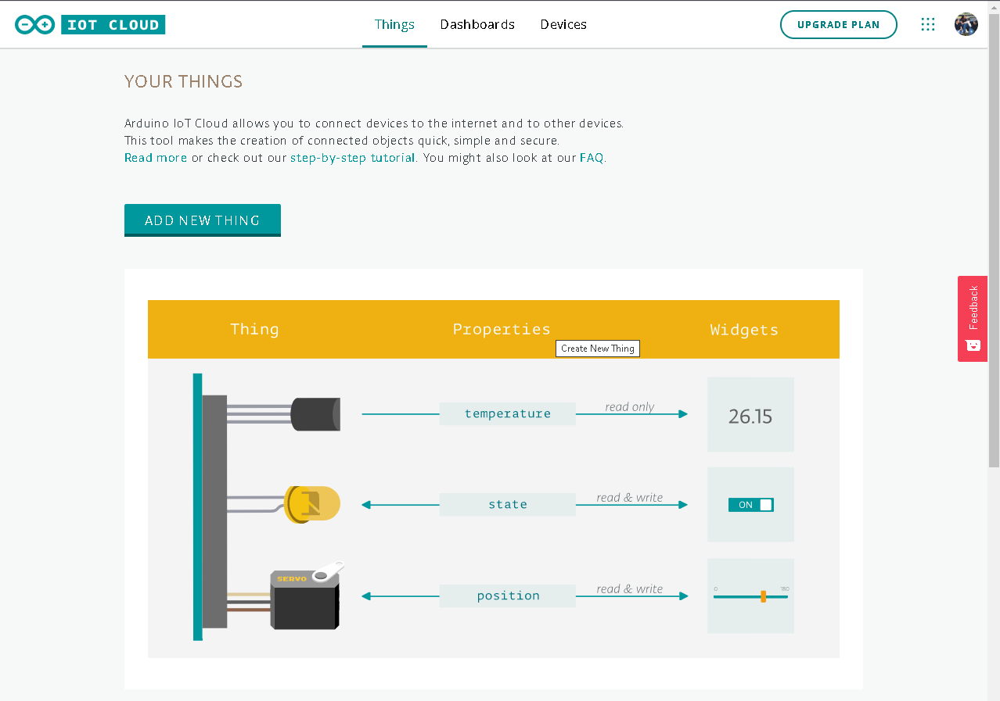 IOT CLOUD
Things
Dashboards
Devices
UPGRADE PLAN
YOUR THINGS
Arduino IoT Cloud allows you to connect devices to the internet and to other devices.
This tool makes the creation of connected objects quick, simple and secure.
Read more or check out our step-by-step tutorial. You might also look at our FAQ.
ADD NEW THING
Feedback
Thing
Properties
Widgets
Create New Thing
temperature
read only
26.15
state
read & write
ON
SERVO
position
read & write
0
180